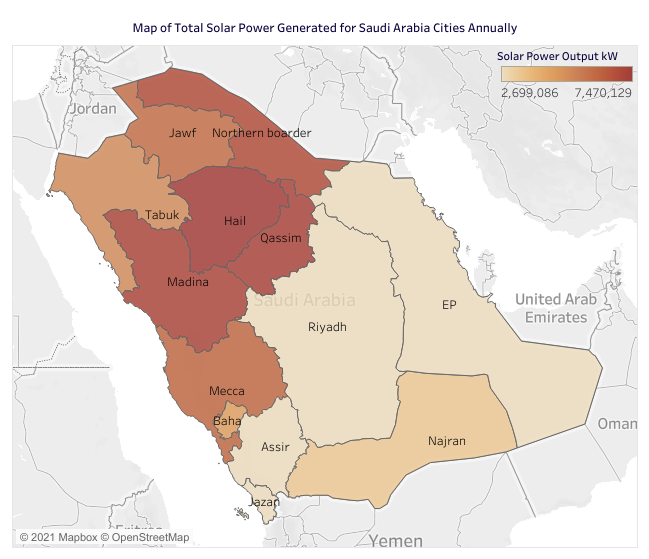 Map of Total Solar Power Generated for Saudi Arabia Cities Annually
Solar Power Output kW
2,699,086 7,470,129
Jordan
Jawf
Northern boarder
Tabuk
Hail
Qassim
Madina
Saudi Arabia
EP
United Arab
Emirates
Riyadh
Mecca
Baha
Oman
Assir
Najran
Jazan
© 2021 Mapbox © OpenStreetMap
Eritrea
Yemen